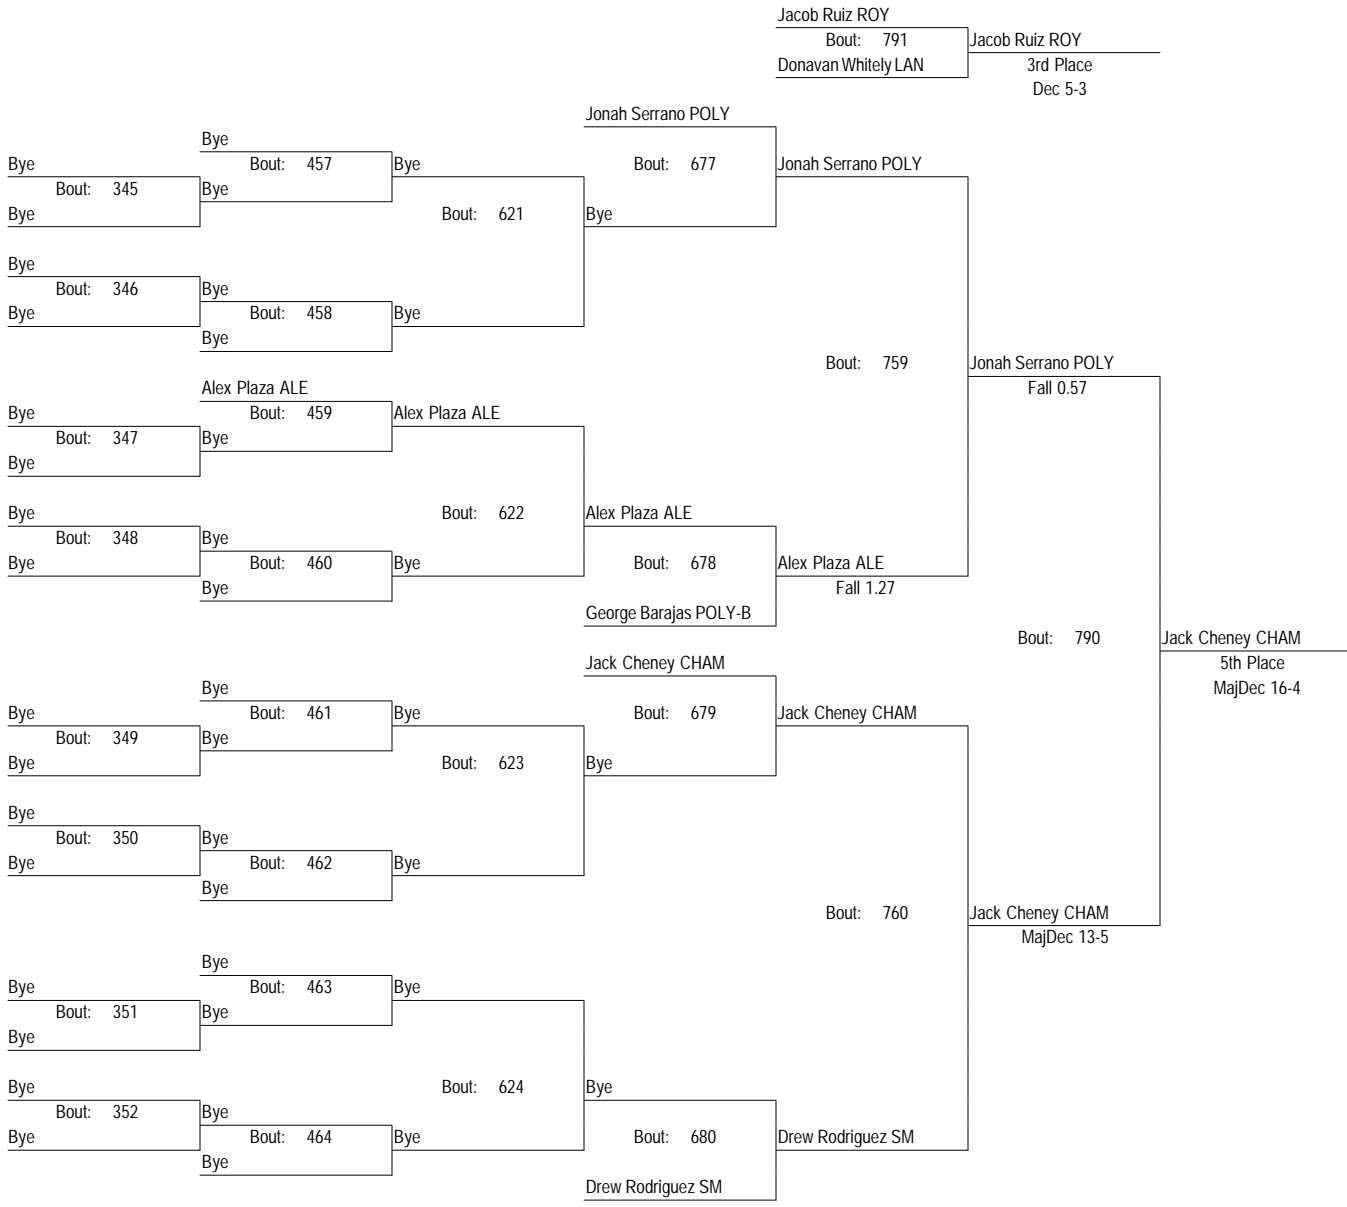 Jacob Ruiz ROY
Bout: 791
Jacob Ruiz ROY
Donavan Whitely LAN
3rd Place
Dec 5-3
Jonah Serrano POLY
Bye
Bye
Bout: 457
Bye
Bout: 677
Jonah Serrano POLY
Bout: 345
Bye
Bye
Bout: 621
Bye
Bye
Bout: 346
Bye
Bye
Bout: 458
Bye
Bye
Bout: 759
Jonah Serrano POLY
Fall 0.57
Alex Plaza ALE
Bye
Bout: 459
Alex Plaza ALE
Bout: 347
Bye
Bye
Bye
Bout: 622
Alex Plaza ALE
Bout: 348
Bye
Bye
Bout: 460
Bye
Bout: 678
Alex Plaza ALE
Bye
Fall 1.27
George Barajas POLY-B
Bout: 790
Jack Cheney CHAM
5th Place
MajDec 16-4
Jack Cheney CHAM
Bye
Bye
Bout: 461
Bye
Bout: 679
Jack Cheney CHAM
Bout: 349
Bye
Bye
Bout: 623
Bye
Bye
Bout: 350
Bye
Bye
Bout: 462
Bye
Bye
Bout: 760
Jack Cheney CHAM
MajDec 13-5
Bye
Bye
Bout: 463
Bye
Bout: 351
Bye
Bye
Bye
Bout: 624
Bye
Bout: 352
Bye
Bye
Bout: 464
Bye
Bout: 680
Drew Rodriguez SM
Bye
Drew Rodriguez SM